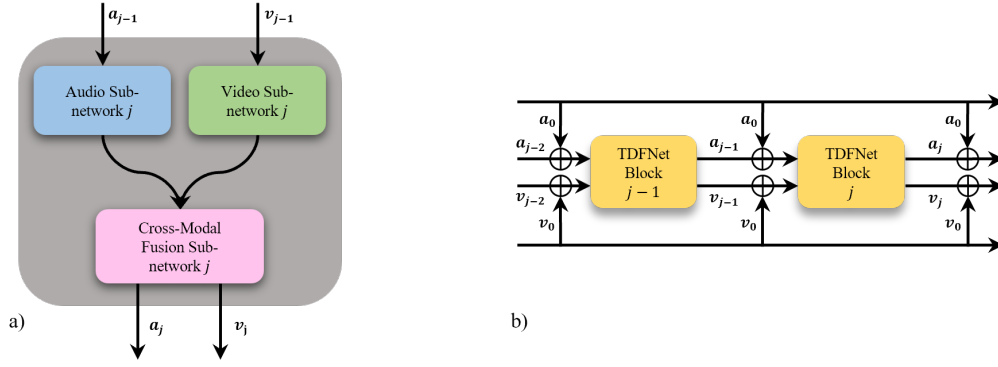 a_{j-1}
v_{j-1}
Audio Sub-
network j
Video Sub-
network j
Cross-Modal
Fusion Sub-
network j
a_j
v_j
a)
a_0
a_0
a_0
a_{j-2}
TDFNet
Block
j − 1
a_{j-1}
TDFNet
Block
j
a_j
v_{j-2}
v_{j-1}
v_j
v_0
v_0
v_0
b)